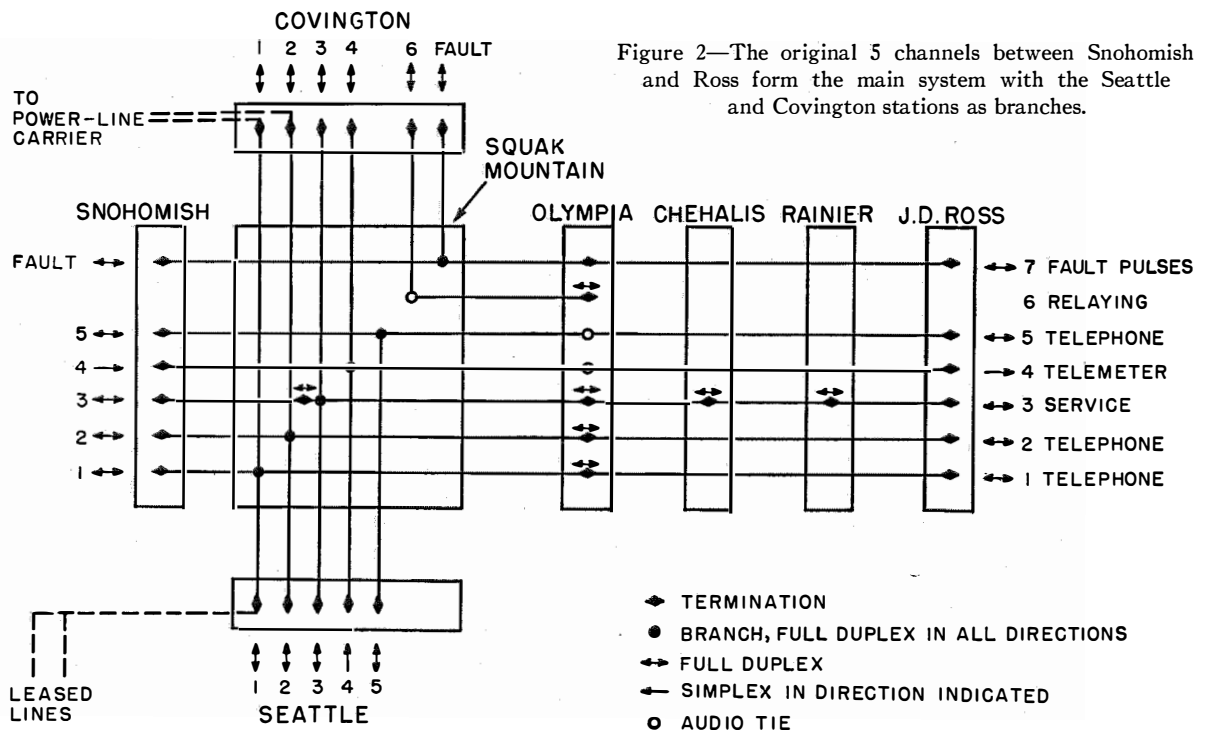 COVINGTON
1 2 3 4 6 FAULT
Figure 2—The original 5 channels between Snohomish
and Ross form the main system with the Seattle
and Covington stations as branches.
TO
POWER-LINE
CARRIER
SQUAK
MOUNTAIN
SNOHOMISH
OLYMPIA
CHEHALIS
RAINIER
J.D. ROSS
FAULT
7 FAULT PULSES
6 RELAYING
5
5 TELEPHONE
4
4 TELEMETER
3
3 SERVICE
2
2 TELEPHONE
1
1 TELEPHONE
LEASED
LINES
1 2 3 4 5
SEATTLE
TERMINATION
BRANCH, FULL DUPLEX IN ALL DIRECTIONS
FULL DUPLEX
SIMPLEX IN DIRECTION INDICATED
AUDIO TIE